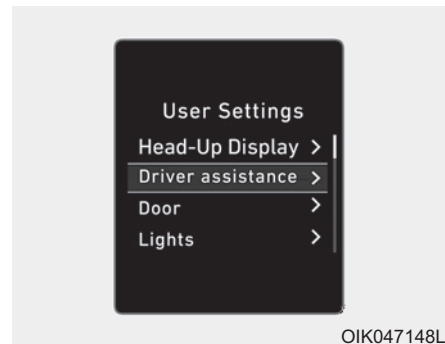 User Settings
Head-Up Display >
Driver assistance >
Door >
Lights >
OIK047148L